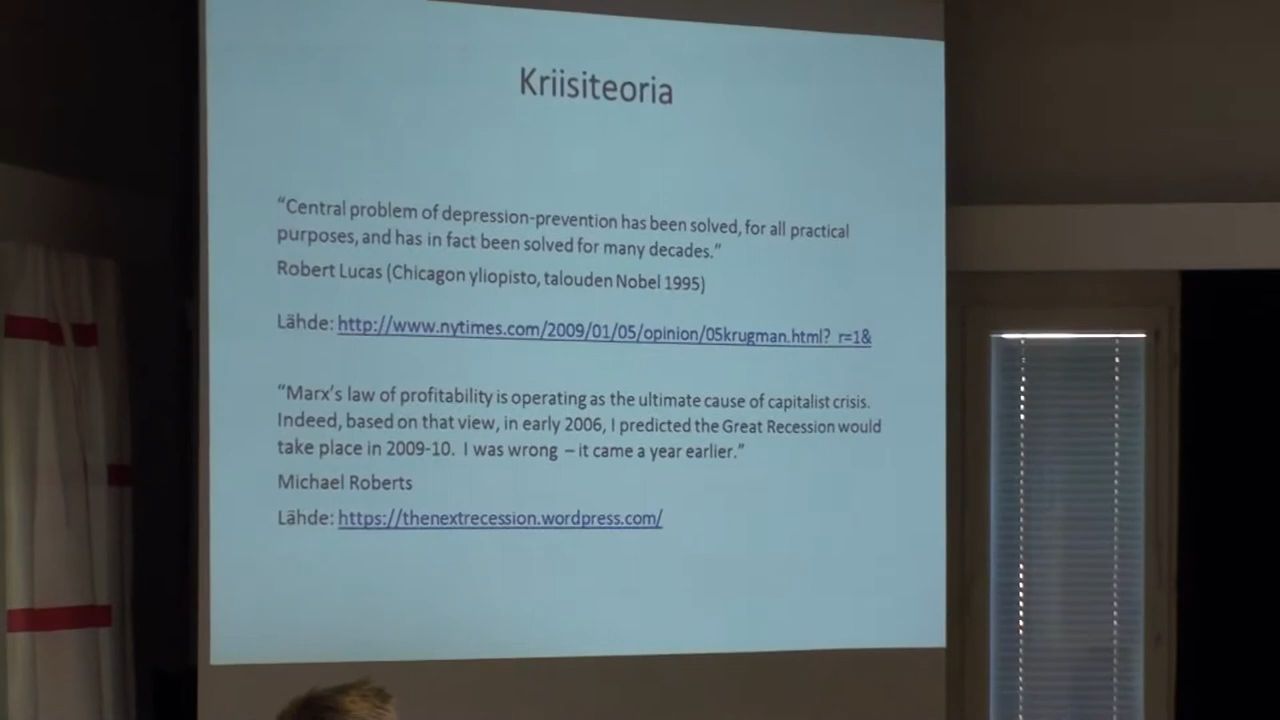 Kriisiteoria
“Central problem of depression-prevention has been solved, for all practical
purposes, and has in fact been solved for many decades.”
Robert Lucas (Chicagon yliopisto, talouden Nobel 1995)
Lähde: http://www.nytimes.com/2009/01/05/opinion/05krugman.html?_r=1&
“Marx’s law of profitability is operating as the ultimate cause of capitalist crisis.
Indeed, based on that view, in early 2006, I predicted the Great Recession would
take place in 2009-10. I was wrong – it came a year earlier.”
Michael Roberts
Lähde: https://thenextrecession.wordpress.com/